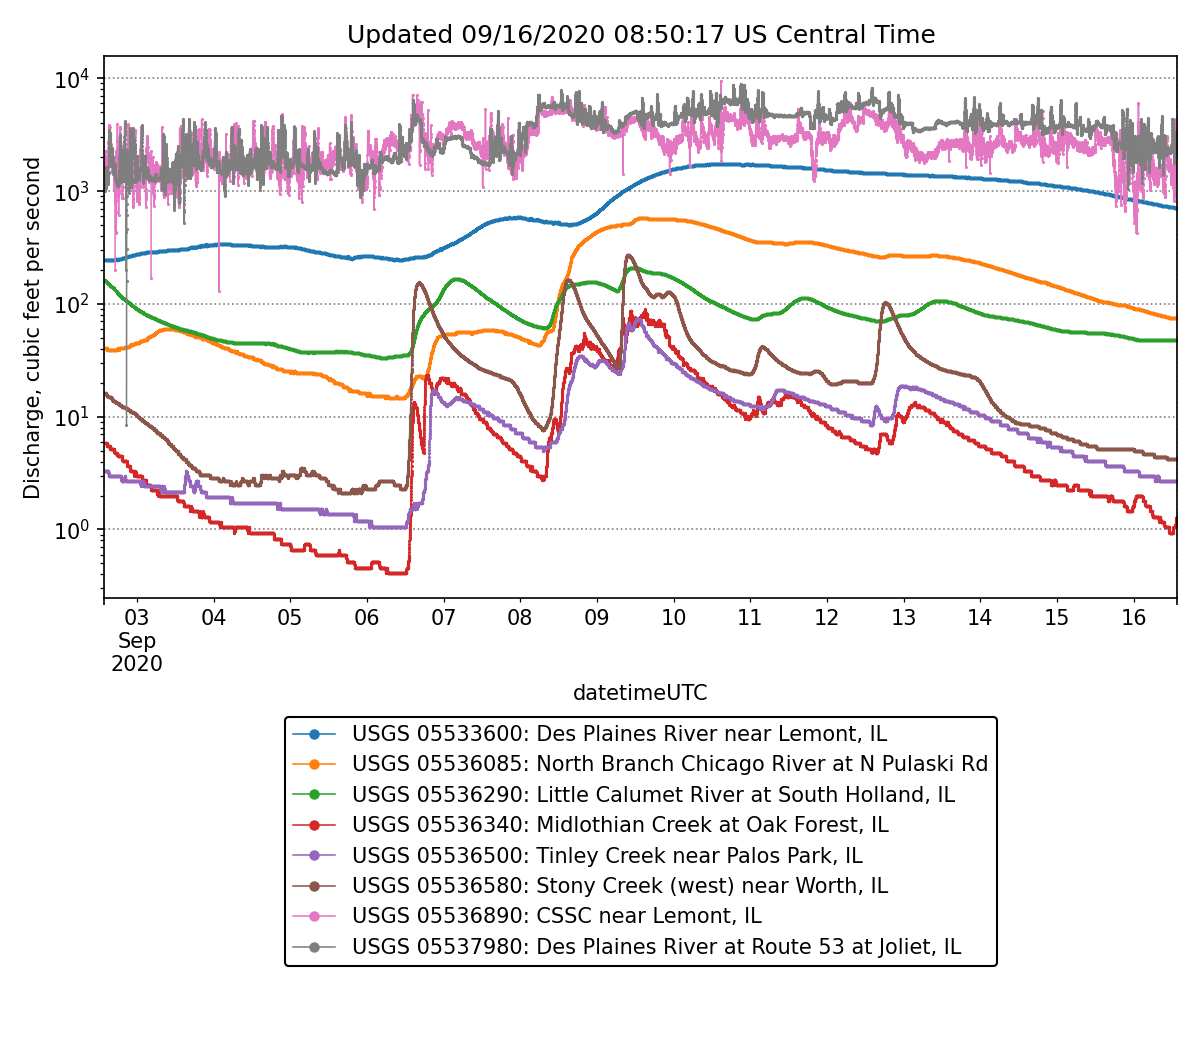 Updated 09/16/2020 08:50:17 US Central Time
Discharge, cubic feet per second
10^4
10^3
10^2
10^1
10^0
03 04 05 06 07 08 09 10 11 12 13 14 15 16
Sep
2020
datetimeUTC
USGS 05533600: Des Plaines River near Lemont, IL
USGS 05536085: North Branch Chicago River at N Pulaski Rd
USGS 05536290: Little Calumet River at South Holland, IL
USGS 05536340: Midlothian Creek at Oak Forest, IL
USGS 05536500: Tinley Creek near Palos Park, IL
USGS 05536580: Stony Creek (west) near Worth, IL
USGS 05536890: CSSC near Lemont, IL
USGS 05537980: Des Plaines River at Route 53 at Joliet, IL